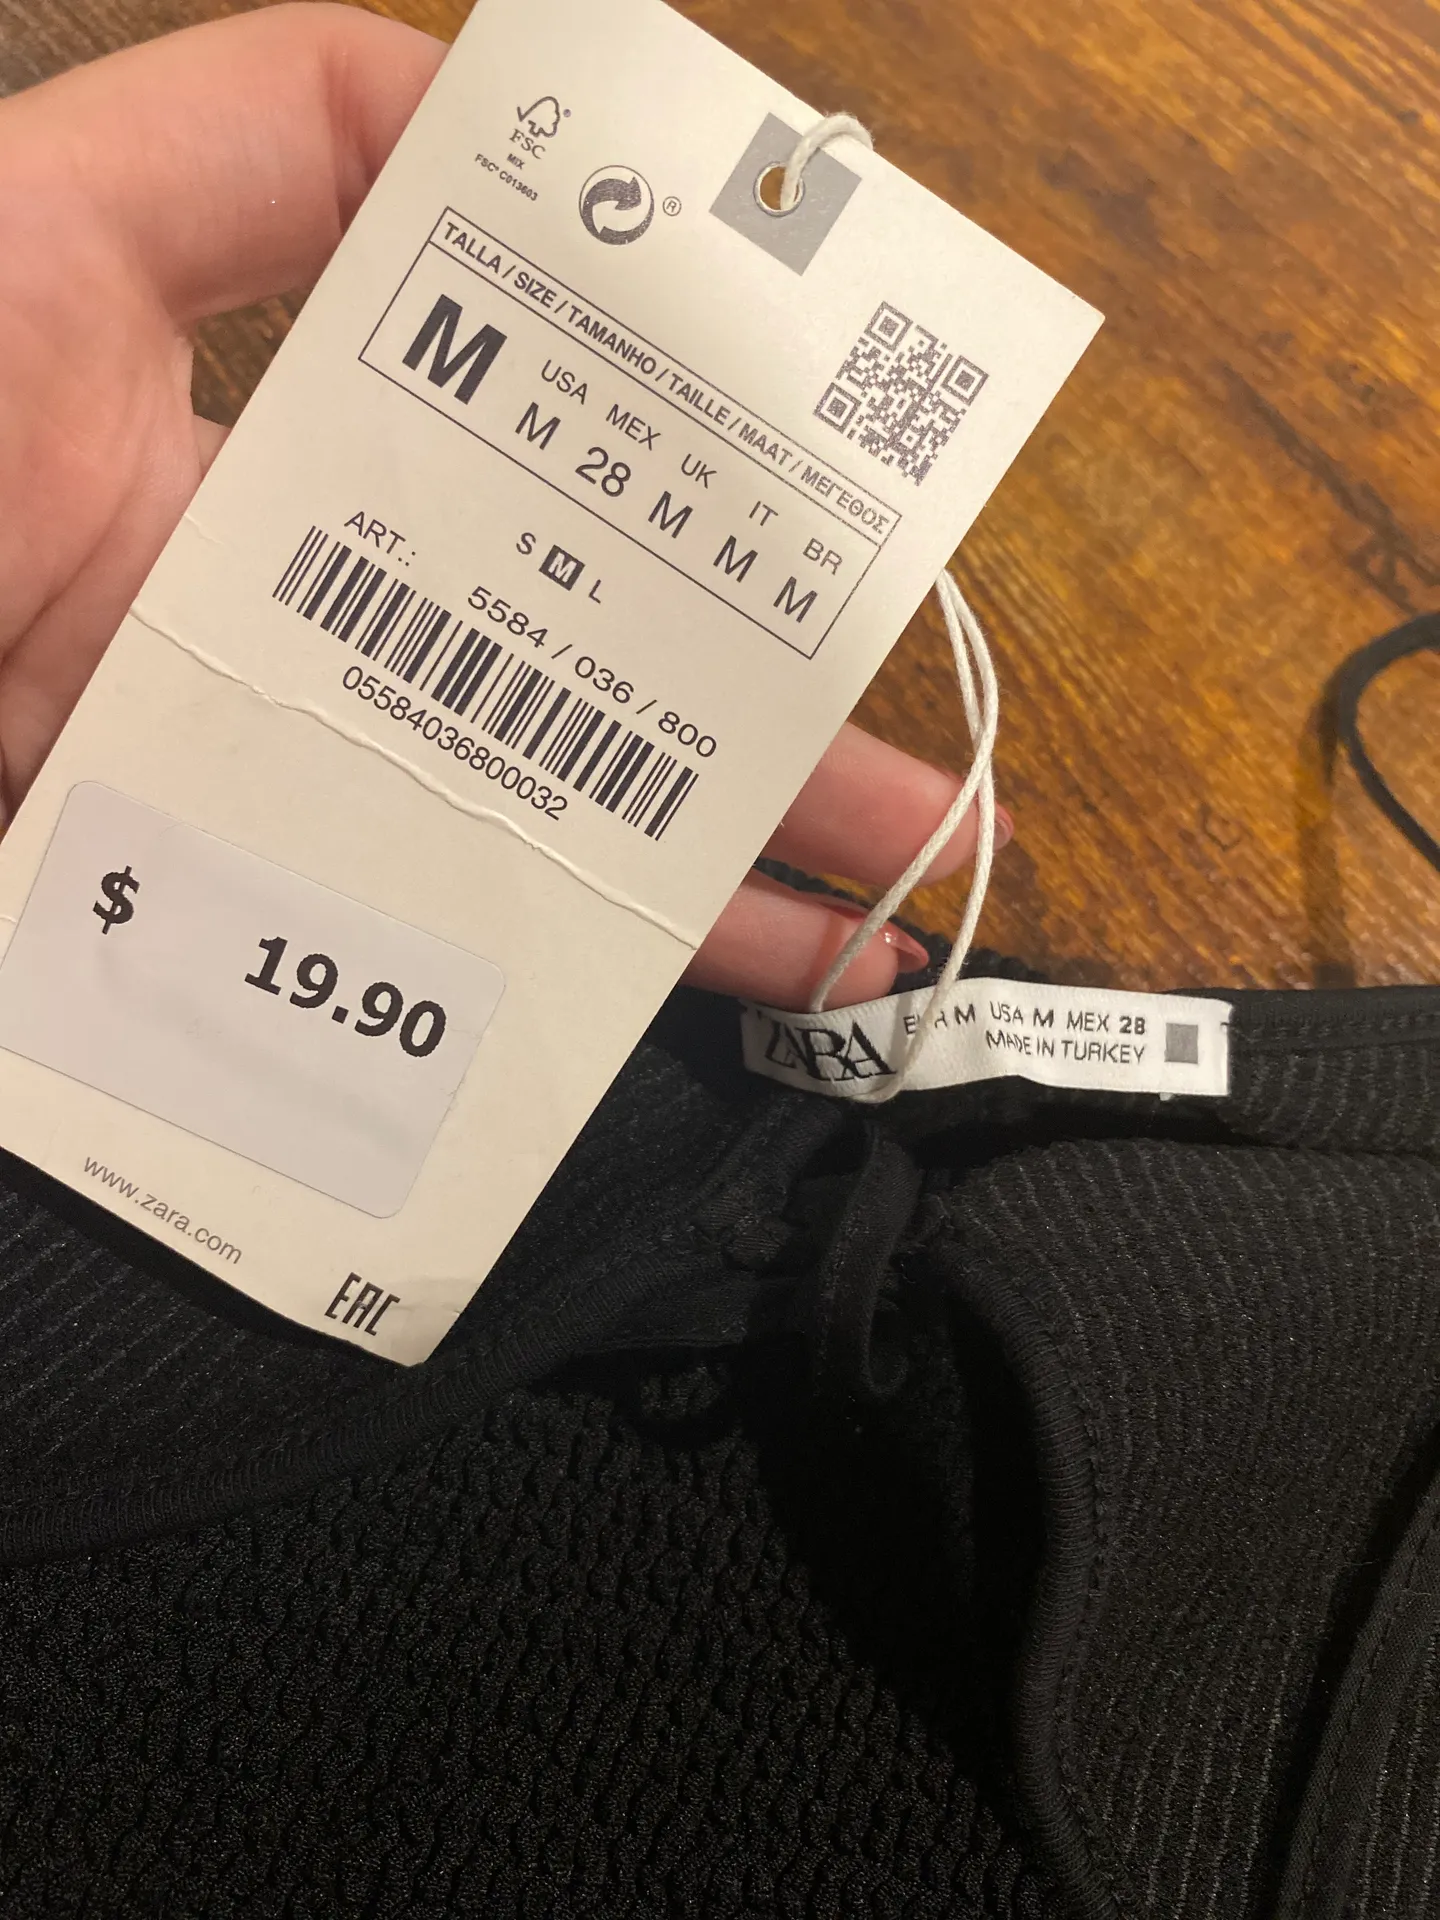 FSC®
MIX
FSC® C013603
®
TALLA / SIZE / TAMANHO / TAILLE / MAAT / ΜΕΓΕΘΟΣ
M
USA MEX UK IT BR
M 28 M M M
S M L
ART.: 5584 / 036 / 800
05584036800032
$ 19.90
www.zara.com
EAC
ZARA
M USA M MEX 28
MADE IN TURKEY